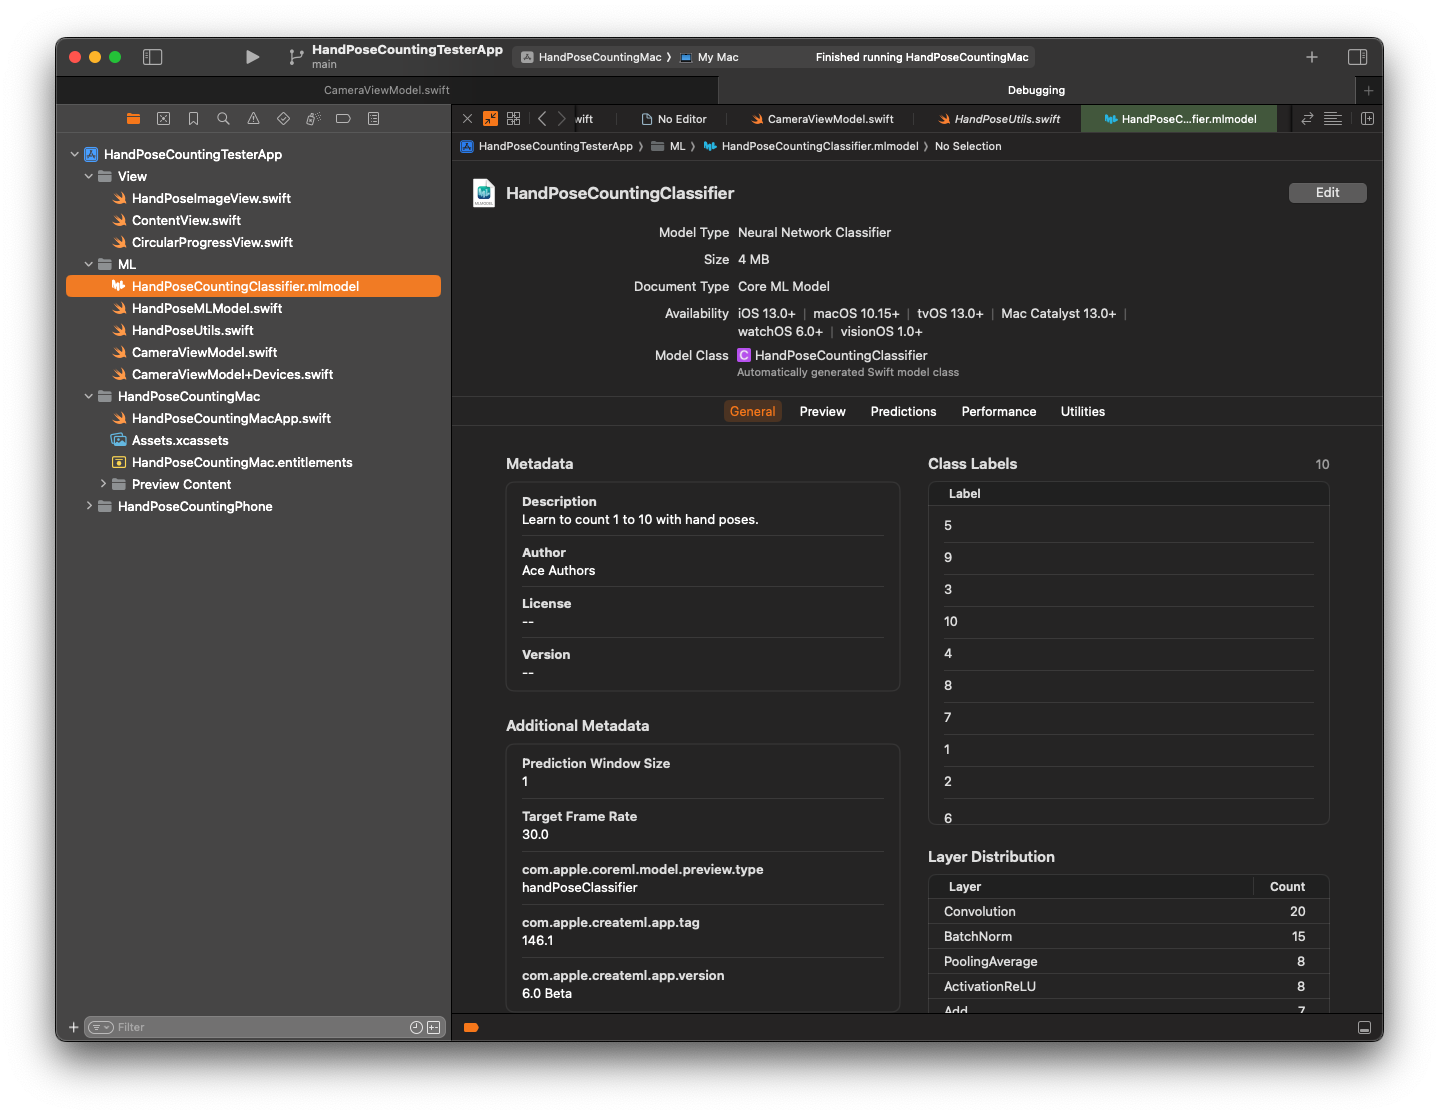 HandPoseCountingTesterApp
main
HandPoseCountingMac
My Mac
Finished running HandPoseCountingMac
CameraViewModel.swift
Debugging
wift
No Editor
CameraViewModel.swift
HandPoseUtils.swift
HandPoseC...fier.mlmodel
HandPoseCountingTesterApp
ML
HandPoseCountingClassifier.mlmodel
No Selection
HandPoseCountingTesterApp
View
HandPoseImageView.swift
ContentView.swift
CircularProgressView.swift
ML
HandPoseCountingClassifier.mlmodel
HandPoseMLModel.swift
HandPoseUtils.swift
CameraViewModel.swift
CameraViewModel+Devices.swift
HandPoseCountingMac
HandPoseCountingMacApp.swift
Assets.xcassets
HandPoseCountingMac.entitlements
Preview Content
HandPoseCountingPhone
Filter
HandPoseCountingClassifier
Edit
Model Type Neural Network Classifier
Size 4 MB
Document Type Core ML Model
Availability iOS 13.0+ | macOS 10.15+ | tvOS 13.0+ | Mac Catalyst 13.0+ |
watchOS 6.0+ | visionOS 1.0+
Model Class C HandPoseCountingClassifier
Automatically generated Swift model class
General Preview Predictions Performance Utilities
Metadata
Description
Learn to count 1 to 10 with hand poses.
Author
Ace Authors
License
--
Version
--
Additional Metadata
Prediction Window Size
1
Target Frame Rate
30.0
com.apple.coreml.model.preview.type
handPoseClassifier
com.apple.createml.app.tag
146.1
com.apple.createml.app.version
6.0 Beta
Class Labels 10
Label
5
9
3
10
4
8
7
1
2
6
Layer Distribution
Layer Count
Convolution 20
BatchNorm 15
PoolingAverage 8
ActivationReLU 8
Add 7